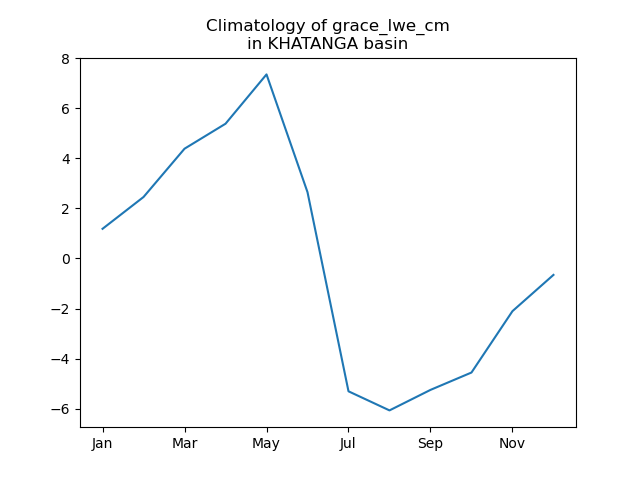 Climatology of grace_lwe_cm
in KHATANGA basin
8
6
4
2
0
−2
−4
−6
Jan
Mar
May
Jul
Sep
Nov